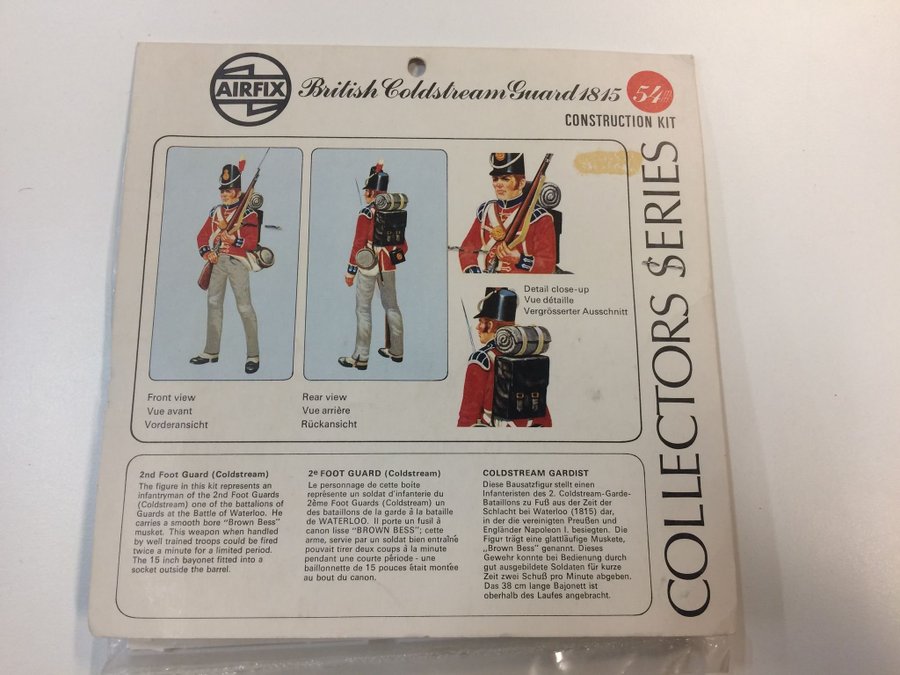 AIRFIX
British Coldstream Guard 1815
54mm
CONSTRUCTION KIT
COLLECTORS SERIES
Detail close-up
Vue détaille
Vergrösserter Ausschnitt
Front view
Vue avant
Vorderansicht
Rear view
Vue arrière
Rückansicht
2nd Foot Guard (Coldstream)
The figure in this kit represents an
infantryman of the 2nd Foot Guards
(Coldstream) one of the battalions of
Guards at the Battle of Waterloo. He
carries a smooth bore "Brown Bess"
musket. This weapon when handled
by well trained troops could be fired
twice a minute for a limited period.
The 15 inch bayonet fitted into a
socket outside the barrel.
2e FOOT GUARD (Coldstream)
Le personnage de cette boîte
représente un soldat d'infanterie du
2ème Foot Guards (Coldstream) un
des bataillons de la garde à la bataille
de WATERLOO. Il porte un fusil à
canon lisse "BROWN BESS"; cette
arme, servie par un soldat bien entraîné
pouvait tirer deux coups à la minute
pendant une courte période - une
baillonnette de 15 pouces était montée
au bout du canon.
COLDSTREAM GARDIST
Diese Bausatzfigur stellt einen
Infanteristen des 2. Coldstream-Garde-
Bataillons zu Fuß aus der Zeit der
Schlacht bei Waterloo (1815) dar,
in der die vereinigten Preußen und
Engländer Napoleon I. besiegten. Die
Figur trägt eine glattläufige Muskete,
„Brown Bess" genannt. Dieses
Gewehr konnte bei Bedienung durch
gut ausgebildete Soldaten für kurze
Zeit zwei Schuß pro Minute abgeben.
Das 38 cm lange Bajonett ist
oberhalb des Laufes angebracht.